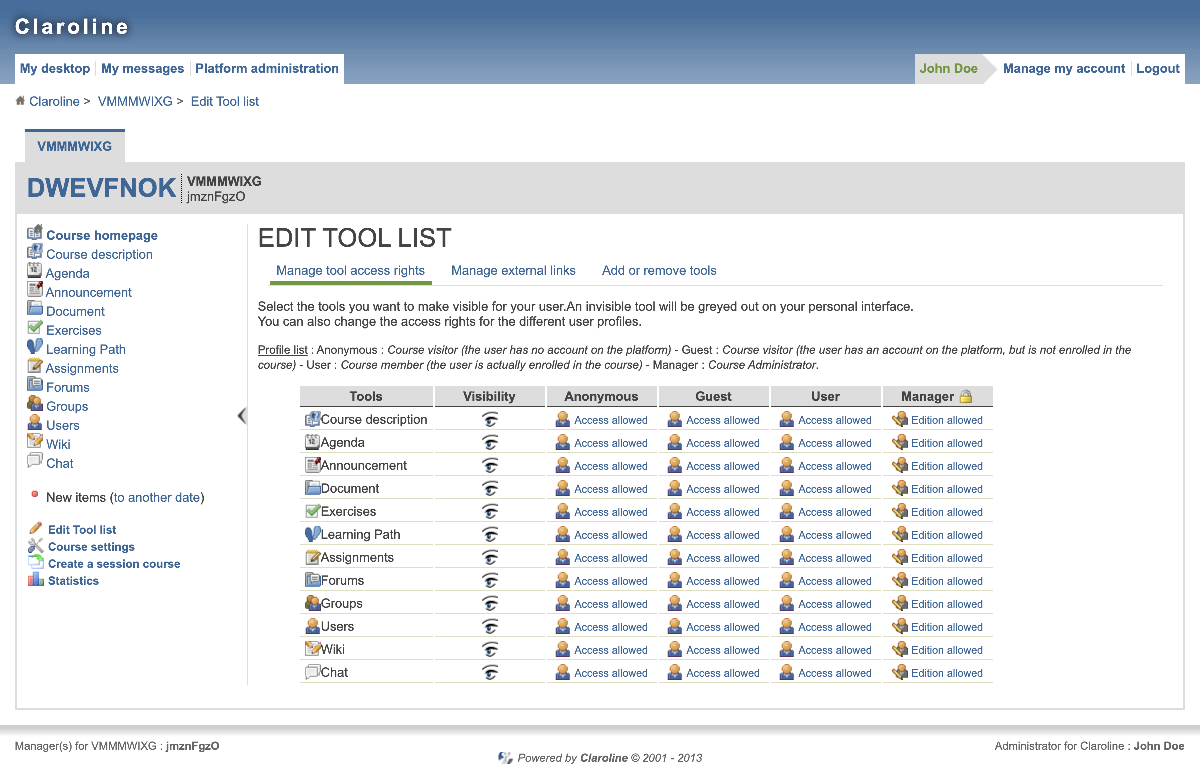 Claroline
My desktop My messages Platform administration
John Doe Manage my account Logout
Claroline > VMMMWIXG > Edit Tool list
VMMMWIXG
DWEVFNOK VMMMWIXG
jmznFgzO
Course homepage
Course description
Agenda
Announcement
Document
Exercises
Learning Path
Assignments
Forums
Groups
Users
Wiki
Chat
New items (to another date)
Edit Tool list
Course settings
Create a session course
Statistics
EDIT TOOL LIST
Manage tool access rights Manage external links Add or remove tools
Select the tools you want to make visible for your user.An invisible tool will be greyed out on your personal interface.
You can also change the access rights for the different user profiles.
Profile list : Anonymous : Course visitor (the user has no account on the platform) - Guest : Course visitor (the user has an account on the platform, but is not enrolled in the
course) - User : Course member (the user is actually enrolled in the course) - Manager : Course Administrator.
Tools Visibility Anonymous Guest User Manager
Course description Access allowed Access allowed Access allowed Edition allowed
Agenda Access allowed Access allowed Access allowed Edition allowed
Announcement Access allowed Access allowed Access allowed Edition allowed
Document Access allowed Access allowed Access allowed Edition allowed
Exercises Access allowed Access allowed Access allowed Edition allowed
Learning Path Access allowed Access allowed Access allowed Edition allowed
Assignments Access allowed Access allowed Access allowed Edition allowed
Forums Access allowed Access allowed Access allowed Edition allowed
Groups Access allowed Access allowed Access allowed Edition allowed
Users Access allowed Access allowed Access allowed Edition allowed
Wiki Access allowed Access allowed Access allowed Edition allowed
Chat Access allowed Access allowed Access allowed Edition allowed
Manager(s) for VMMMWIXG : jmznFgzO
Administrator for Claroline : John Doe
Powered by Claroline © 2001 - 2013